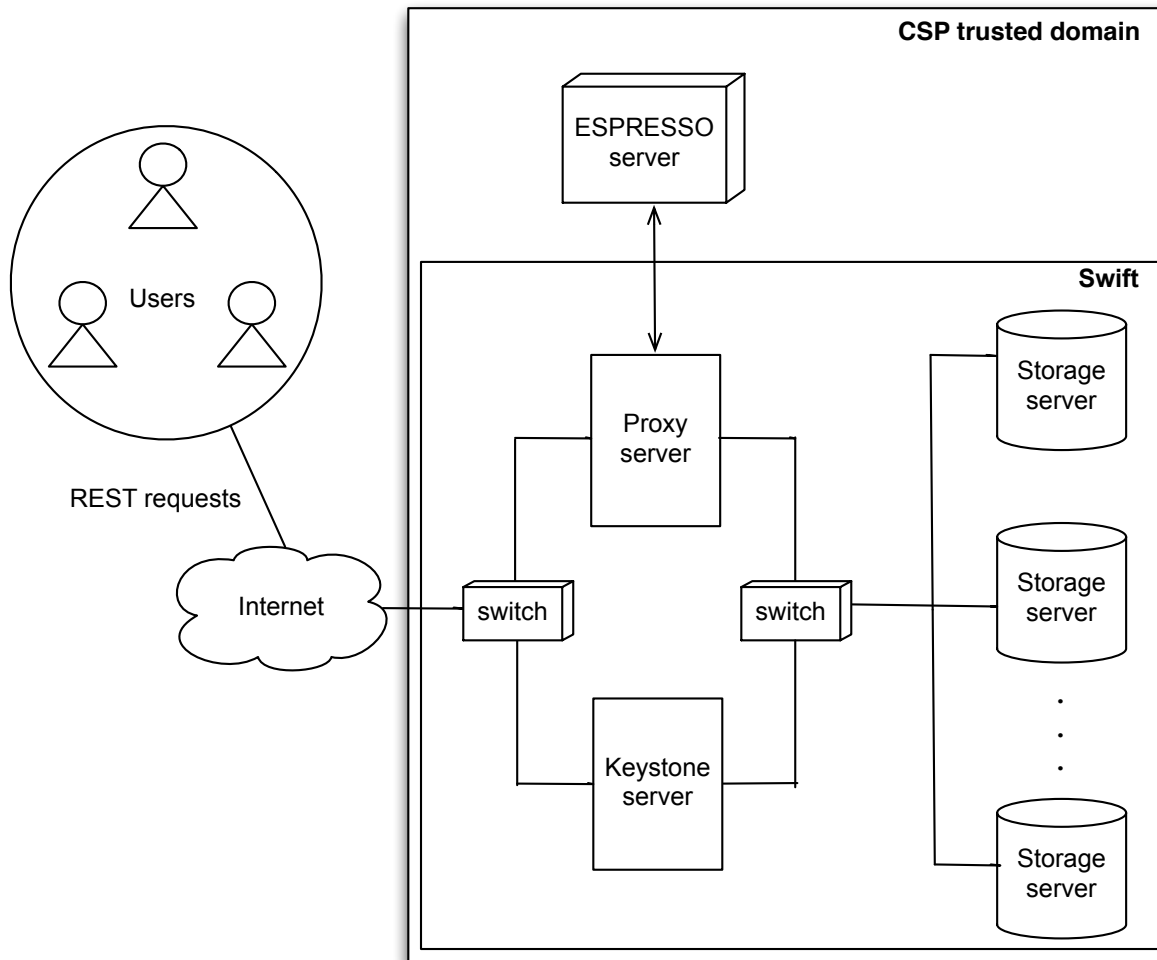 CSP trusted domain
ESPRESSO
server
Swift
Users
Storage
server
Proxy
server
REST requests
Internet
switch
switch
Storage
server
Keystone
server
Storage
server